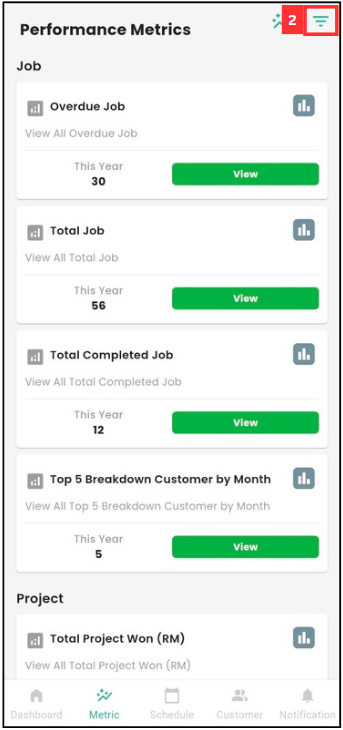 Performance Metrics
2
Job
Overdue Job
View All Overdue Job
This Year
30
View
Total Job
View All Total Job
This Year
56
View
Total Completed Job
View All Total Completed Job
This Year
12
View
Top 5 Breakdown Customer by Month
View All Top 5 Breakdown Customer by Month
This Year
5
View
Project
Total Project Won (RM)
View All Total Project Won (RM)
Dashboard Metric Schedule Customer Notification